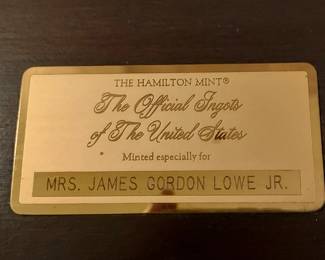 THE HAMILTON MINT®
The Official Ingots
of The United States
Minted especially for
MRS. JAMES GORDON LOWE JR.